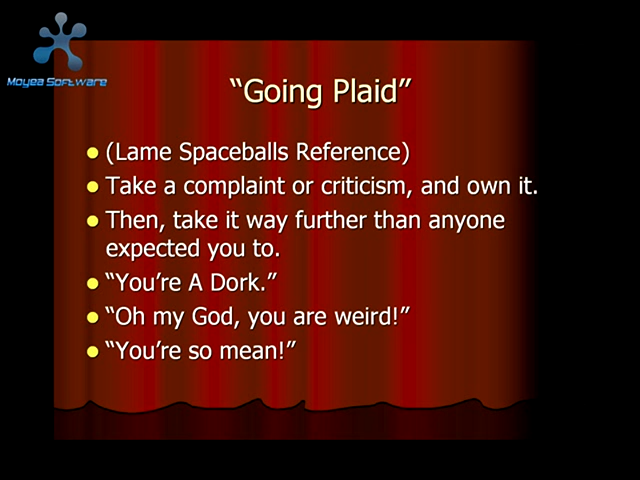 Moyea Software
“Going Plaid”
(Lame Spaceballs Reference)
Take a complaint or criticism, and own it.
Then, take it way further than anyone
expected you to.
“You’re A Dork.”
“Oh my God, you are weird!”
“You’re so mean!”